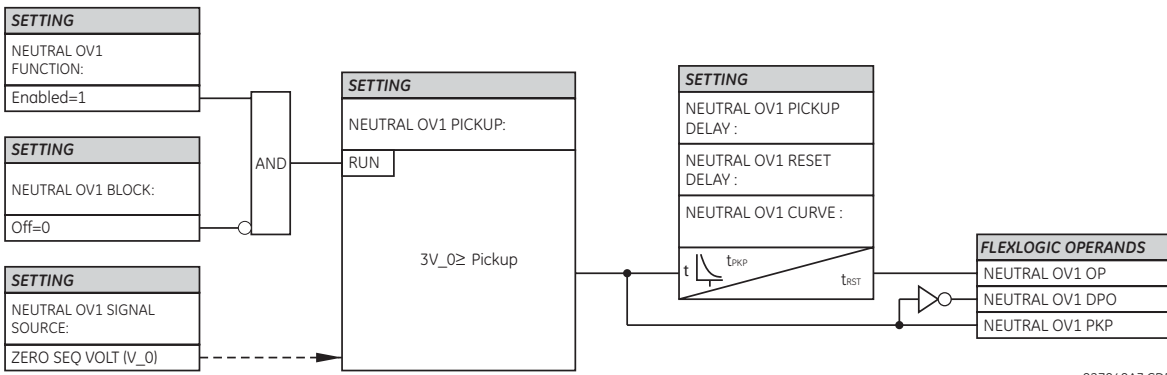 SETTING
NEUTRAL OV1
FUNCTION:
Enabled=1
SETTING
NEUTRAL OV1 BLOCK:
Off=0
SETTING
NEUTRAL OV1 SIGNAL
SOURCE:
ZERO SEQ VOLT (V_0)
AND
SETTING
NEUTRAL OV1 PICKUP:
RUN
3V_0≥ Pickup
SETTING
NEUTRAL OV1 PICKUP
DELAY :
NEUTRAL OV1 RESET
DELAY :
NEUTRAL OV1 CURVE :
t
tPKP
tRST
FLEXLOGIC OPERANDS
NEUTRAL OV1 OP
NEUTRAL OV1 DPO
NEUTRAL OV1 PKP